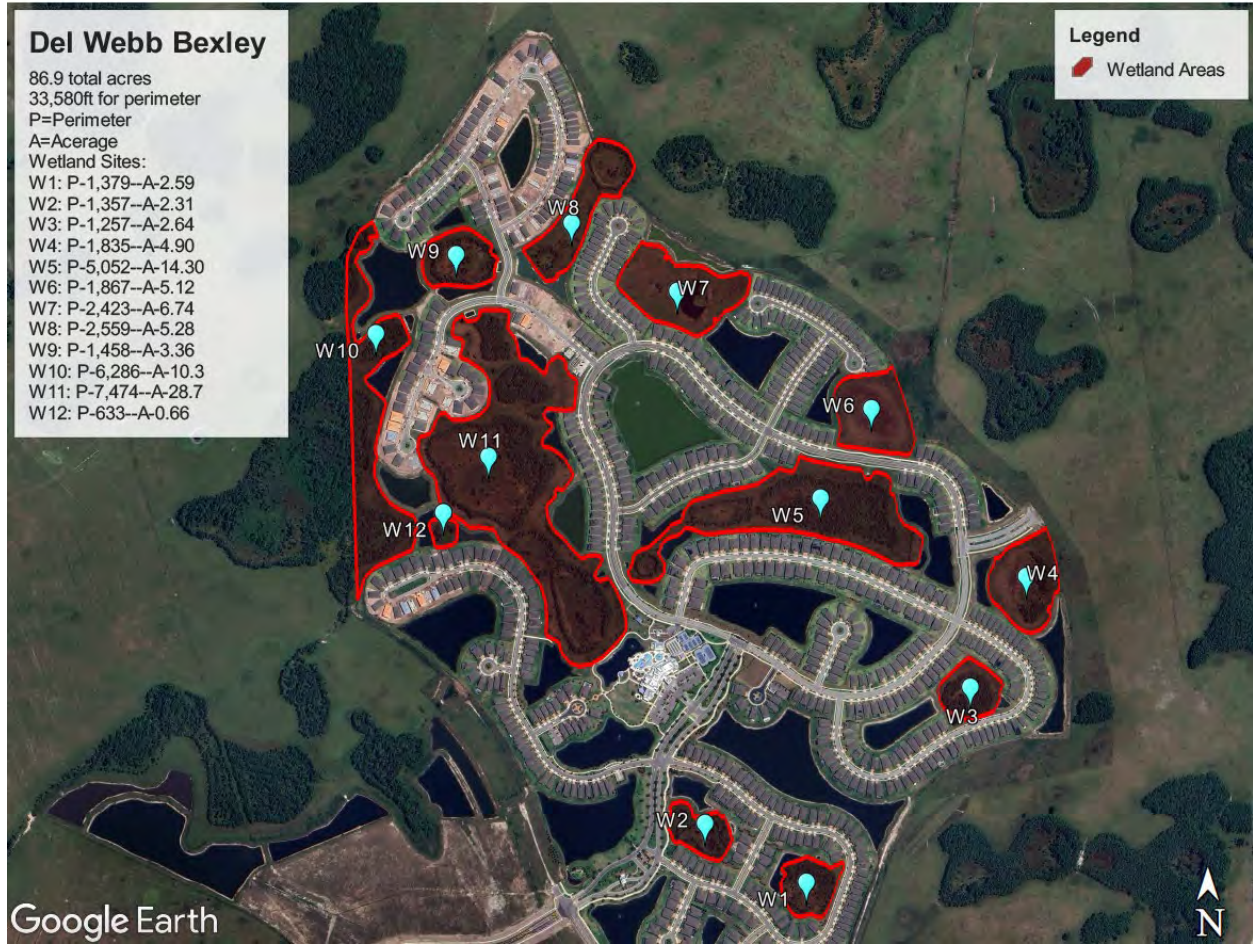 Del Webb Bexley
86.9 total acres
33,580ft for perimeter
P=Perimeter
A=Acerage
Wetland Sites:
W1: P-1,379--A-2.59
W2: P-1,357--A-2.31
W3: P-1,257--A-2.64
W4: P-1,835--A-4.90
W5: P-5,052--A-14.30
W6: P-1,867--A-5.12
W7: P-2,423--A-6.74
W8: P-2,559--A-5.28
W9: P-1,458--A-3.36
W10: P-6,286--A-10.3
W11: P-7,474--A-28.7
W12: P-633--A-0.66
Legend
Wetland Areas
W8
W9
W7
W10
W6
W11
W5
W12
W4
W3
W2
W1
Google Earth
N